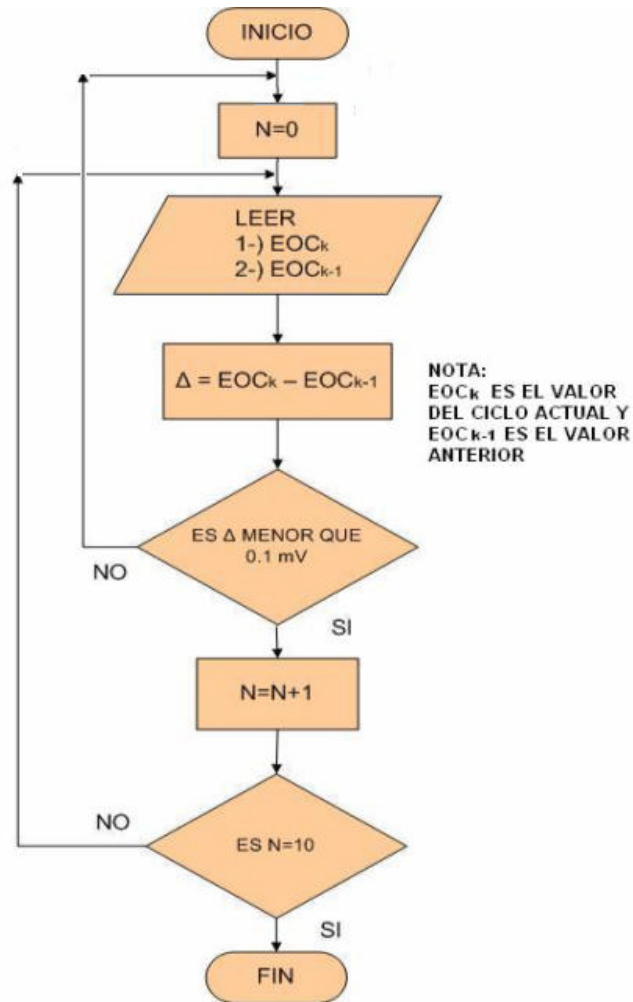 INICIO
N=0
LEER
1-) EOCk
2-) EOCk-1
Δ = EOCk – EOCk-1
NOTA:
EOCk ES EL VALOR
DEL CICLO ACTUAL Y
EOCk-1 ES EL VALOR
ANTERIOR
ES Δ MENOR QUE
0.1 mV
NO
SI
N=N+1
NO
ES N=10
SI
FIN